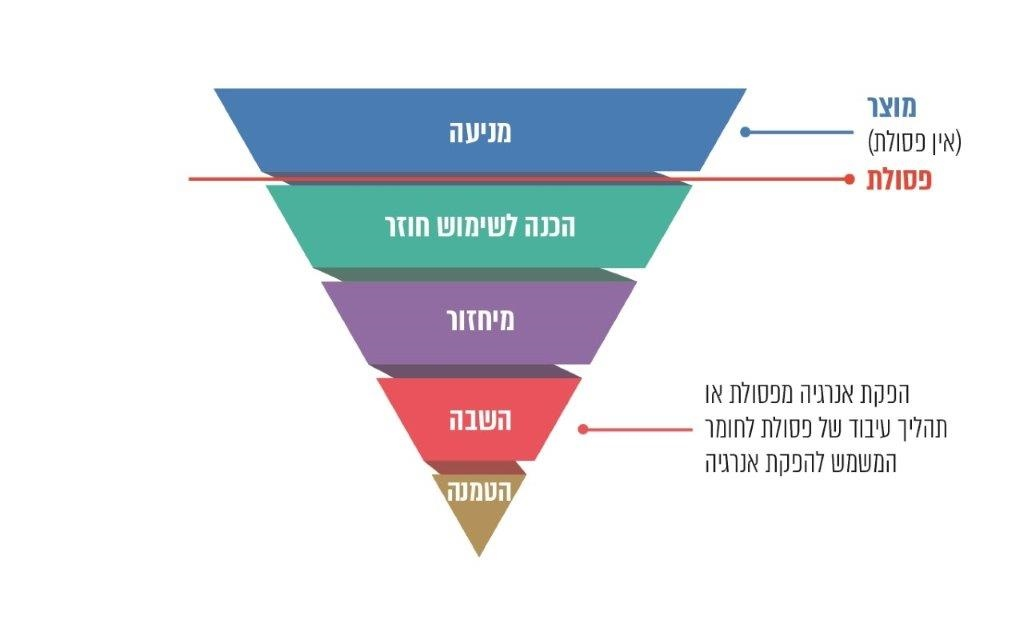 מוצר
(אין פסולת)
מניעה
פסולת
הכנה לשימוש חוזר
מיחזור
השבה
הפקת אנרגיה מפסולת או
תהליך עיבוד של פסולת לחומר
המשמש להפקת אנרגיה
הטמנה